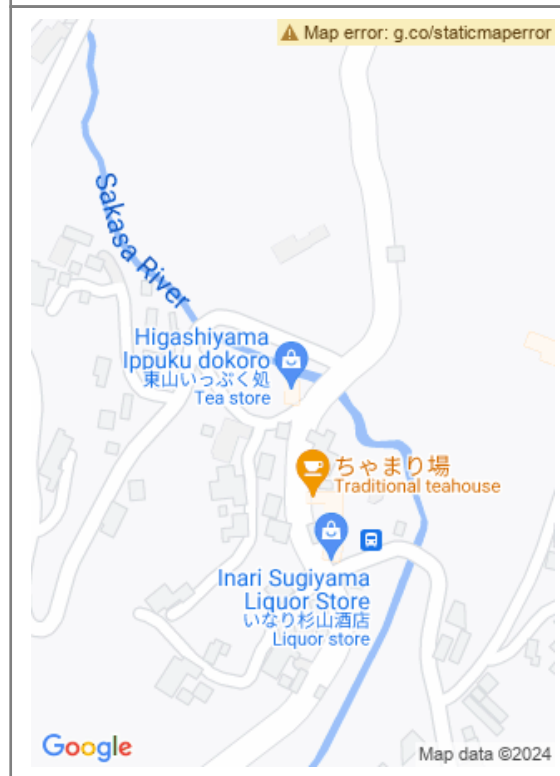 Map error: g.co/staticmaperror
Sakasa River
Higashiyama
Ippuku dokoro
東山いっぷく処
Tea store
ちゃまり場
Traditional teahouse
Inari Sugiyama
Liquor Store
いなり杉山酒店
Liquor store
Google
Map data ©2024